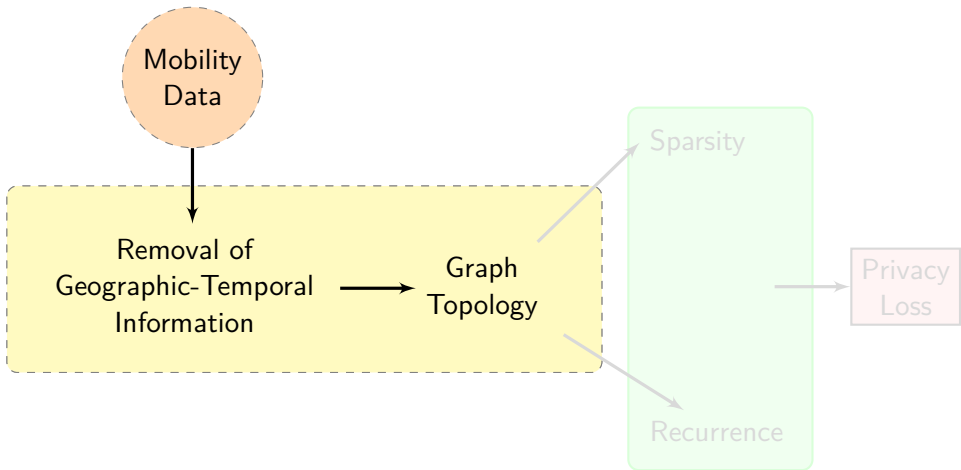 Mobility
Data
Removal of
Geographic-Temporal
Information
Graph
Topology
Sparsity
Recurrence
Privacy
Loss